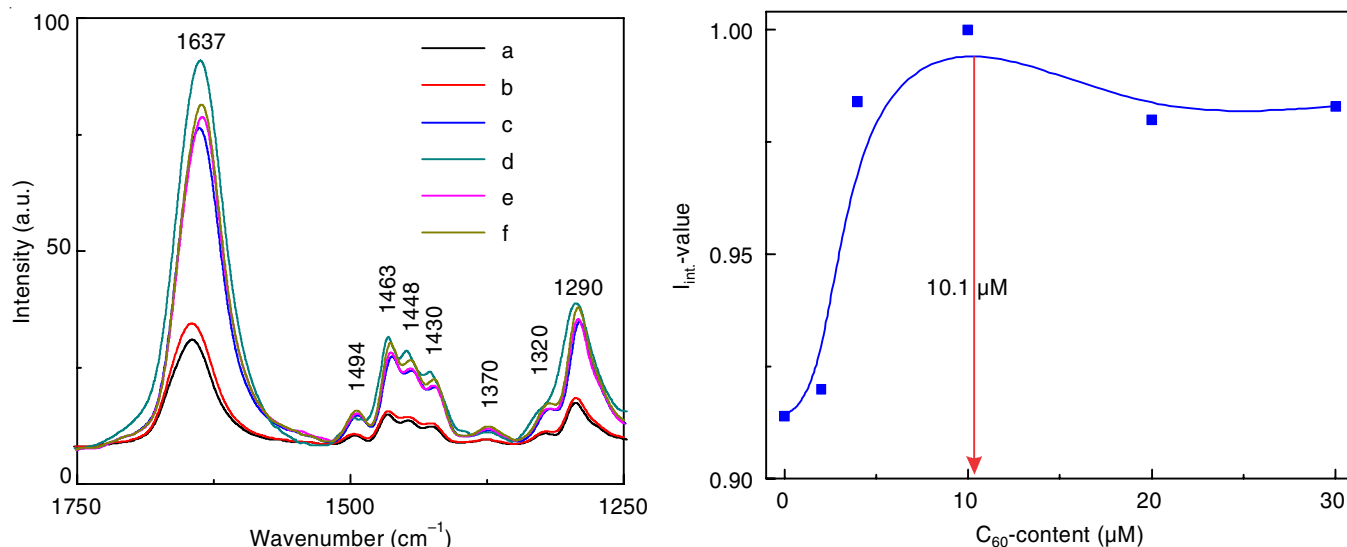 100
50
0
Intensity (a.u.)
1637
1494
1463
1448
1430
1370
1320
1290
a
b
c
d
e
f
1750
1500
1250
Wavenumber (cm⁻¹)
1.00
0.95
0.90
I_int.-value
10.1 µM
0
10
20
30
C₆₀-content (µM)